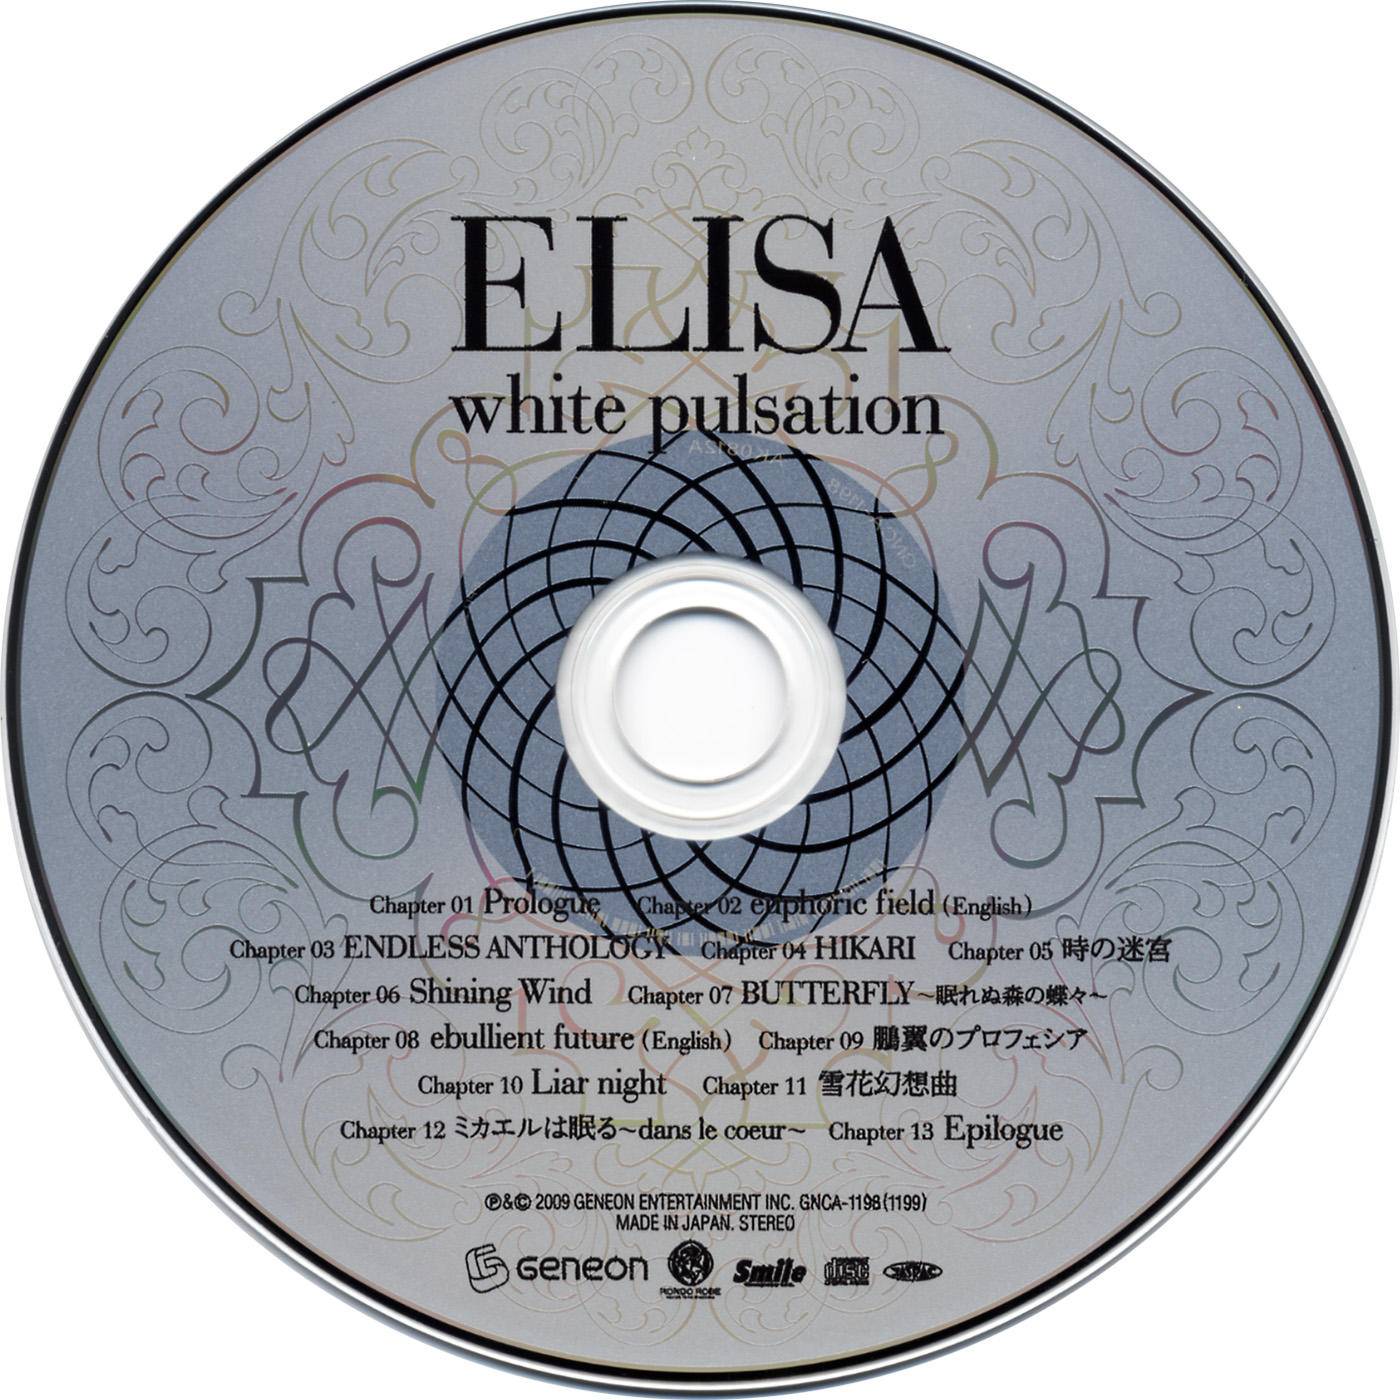 ELISA
white pulsation
Chapter 01 Prologue Chapter 02 euphoric field (English)
Chapter 03 ENDLESS ANTHOLOGY Chapter 04 HIKARI Chapter 05 時の迷宮
Chapter 06 Shining Wind Chapter 07 BUTTERFLY～眠れぬ森の蝶々～
Chapter 08 ebullient future (English) Chapter 09 鵬翼のプロフェシア
Chapter 10 Liar night Chapter 11 雪花幻想曲
Chapter 12 ミカエルは眠る～dans le coeur～ Chapter 13 Epilogue
℗&© 2009 GENEON ENTERTAINMENT INC. GNCA-1198(1199)
MADE IN JAPAN. STEREO
GENEON RONDO ROBE Smile disc JASRAC